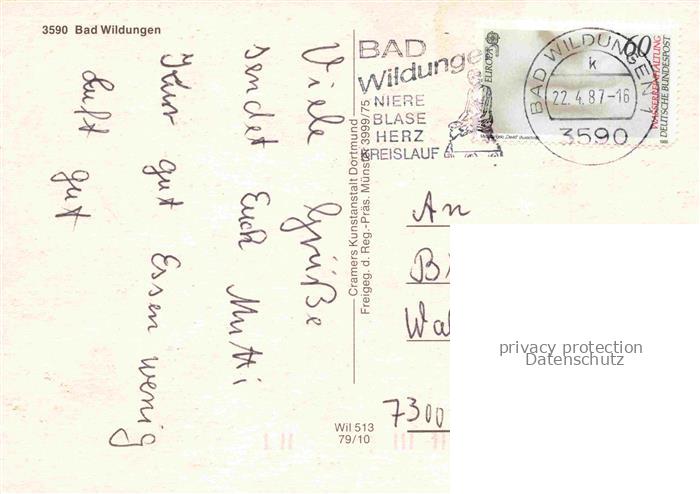 3590 Bad Wildungen
Viele Grüße
sendet Euch Mutti
Kur gut Essen wenig
Luft gut
Cramers Kunstanstalt Dortmund
Freigeg. d. Reg.-Präs. Münster 3999/75
Wil 513
79/10
BAD
Wildungen
NIERE
BLASE
HERZ
KREISLAUF
EUROPA
60
WASSERREINHALTUNG
DEUTSCHE BUNDESPOST
BAD WILDUNGEN
k
22.4.87-16
3590
An
7300
privacy protection
Datenschutz